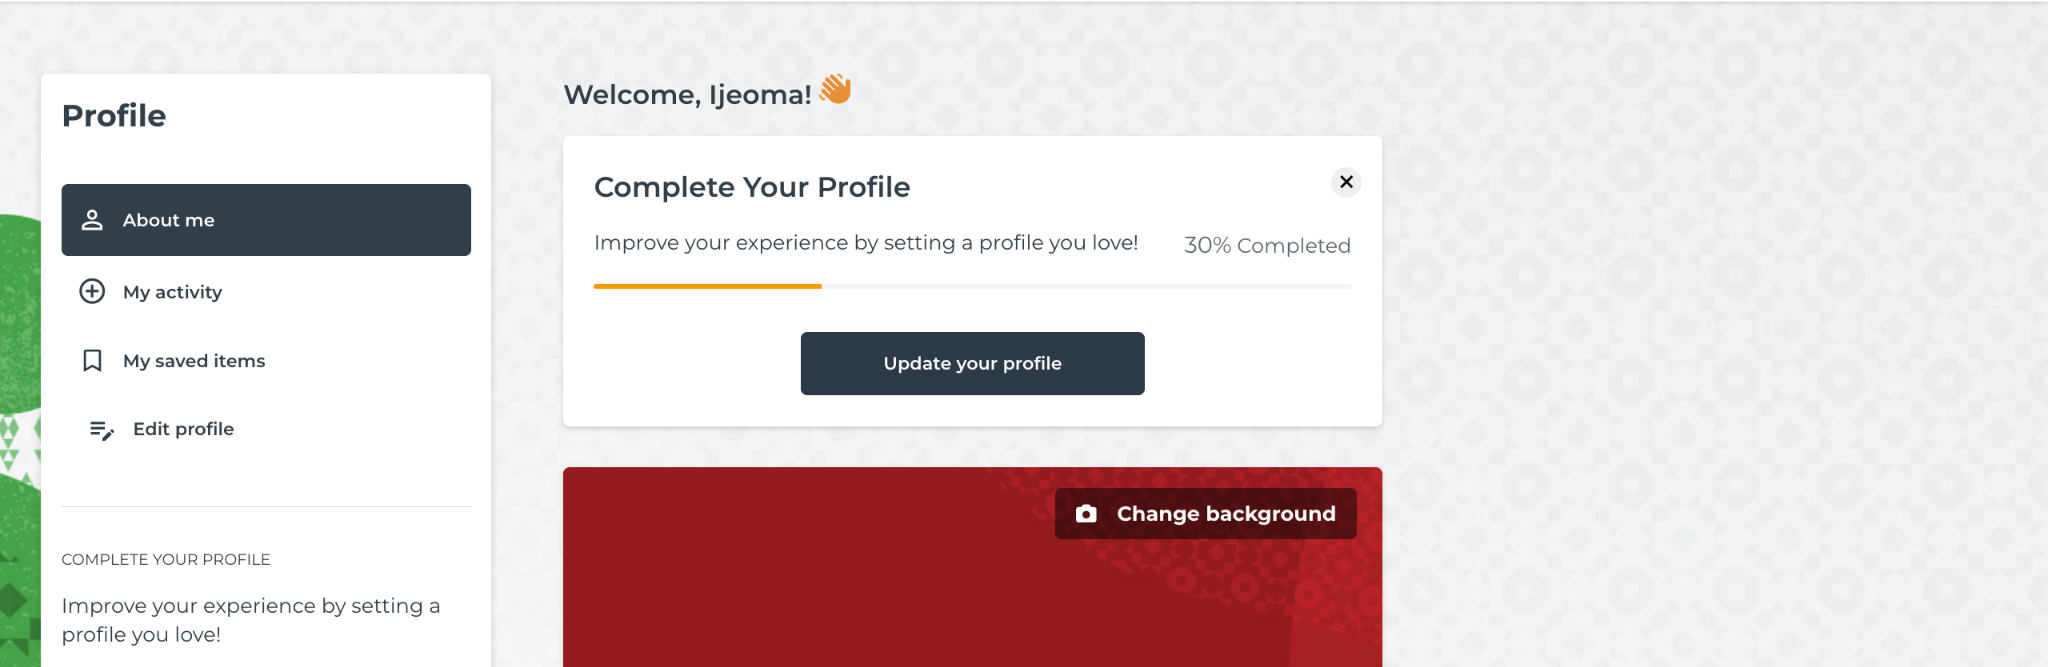 Profile
About me
My activity
My saved items
Edit profile
COMPLETE YOUR PROFILE
Improve your experience by setting a
profile you love!
Welcome, Ijeoma!
Complete Your Profile
Improve your experience by setting a profile you love!
30% Completed
Update your profile
Change background